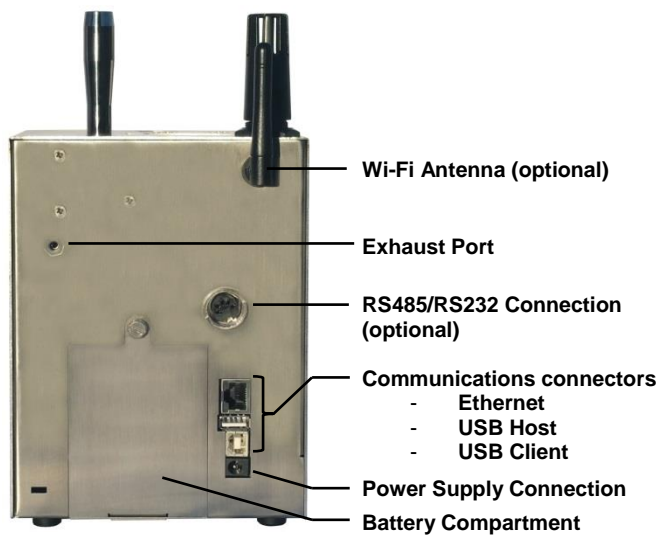 Wi-Fi Antenna (optional)
Exhaust Port
RS485/RS232 Connection
(optional)
Communications connectors
- Ethernet
- USB Host
- USB Client
Power Supply Connection
Battery Compartment